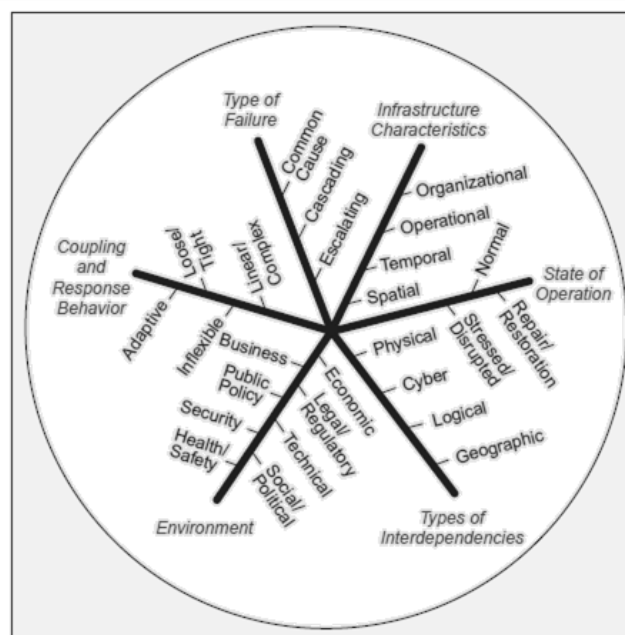 Type of
Failure
Common
Cause
Cascading
Escalating
Infrastructure
Characteristics
Organizational
Operational
Temporal
Spatial
State of
Operation
Normal
Stressed/
Disrupted
Repair/
Restoration
Types of
Interdependencies
Physical
Cyber
Logical
Geographic
Environment
Economic
Legal/
Regulatory
Technical
Social/
Political
Business
Public
Policy
Security
Health/
Safety
Coupling
and
Response
Behavior
Adaptive
Loose/
Tight
Inflexible
Linear/
Complex